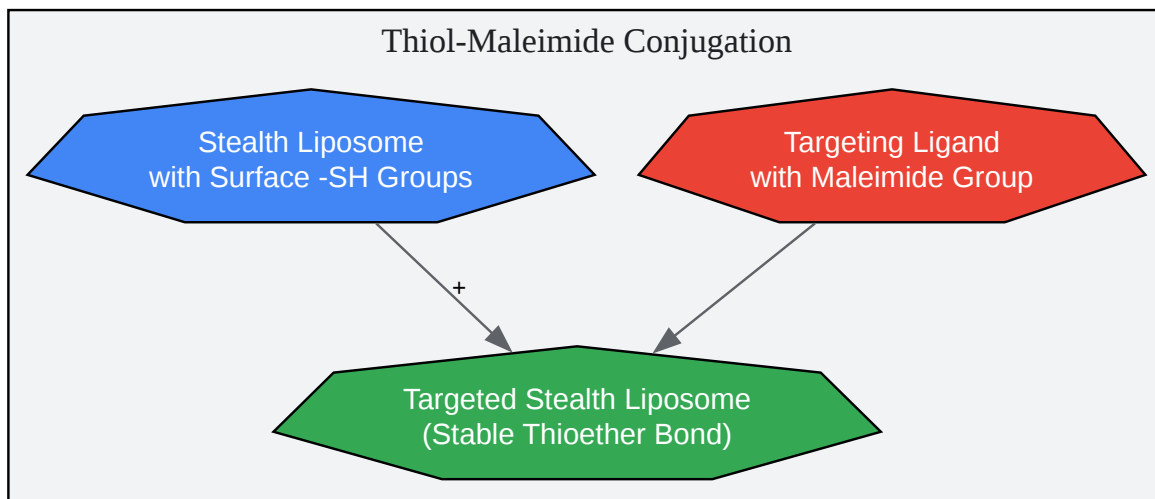 Thiol-Maleimide Conjugation
Stealth Liposome
with Surface -SH Groups
Targeting Ligand
with Maleimide Group
+
Targeted Stealth Liposome
(Stable Thioether Bond)